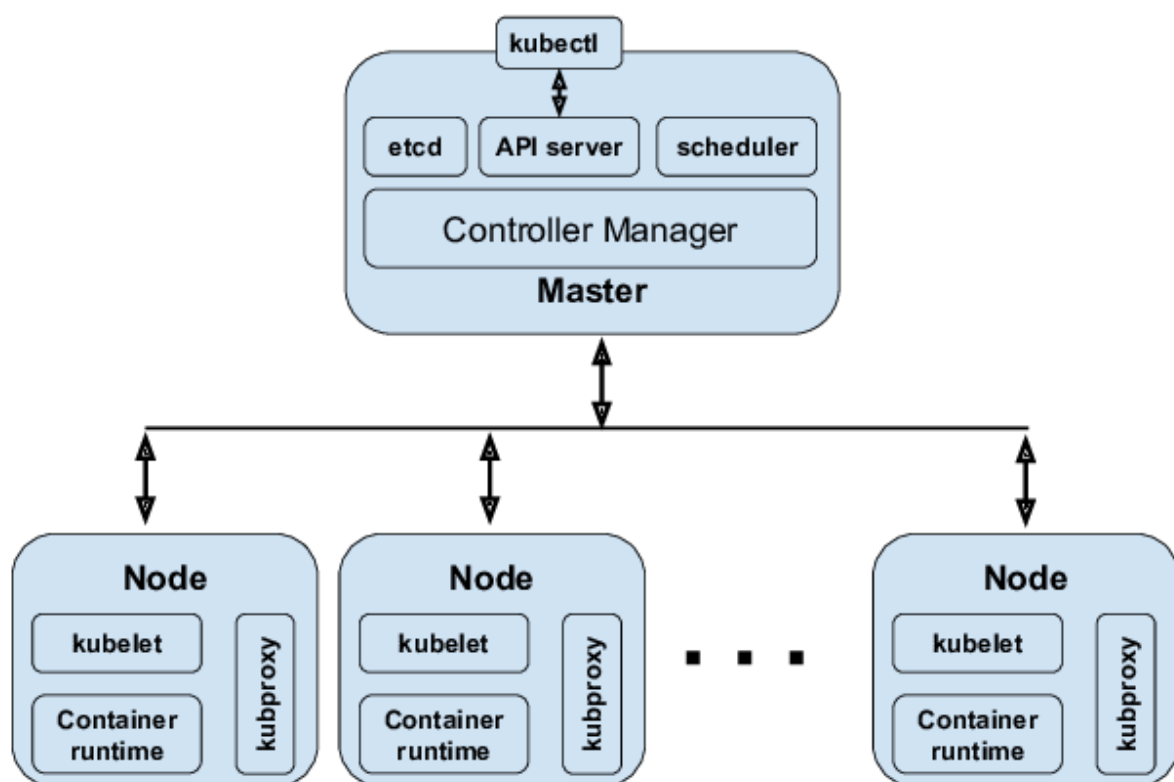 kubectl
etcd
API server
scheduler
Controller Manager
Master
Node
kubelet
Container
runtime
kubproxy
Node
kubelet
Container
runtime
kubproxy
Node
kubelet
Container
runtime
kubproxy